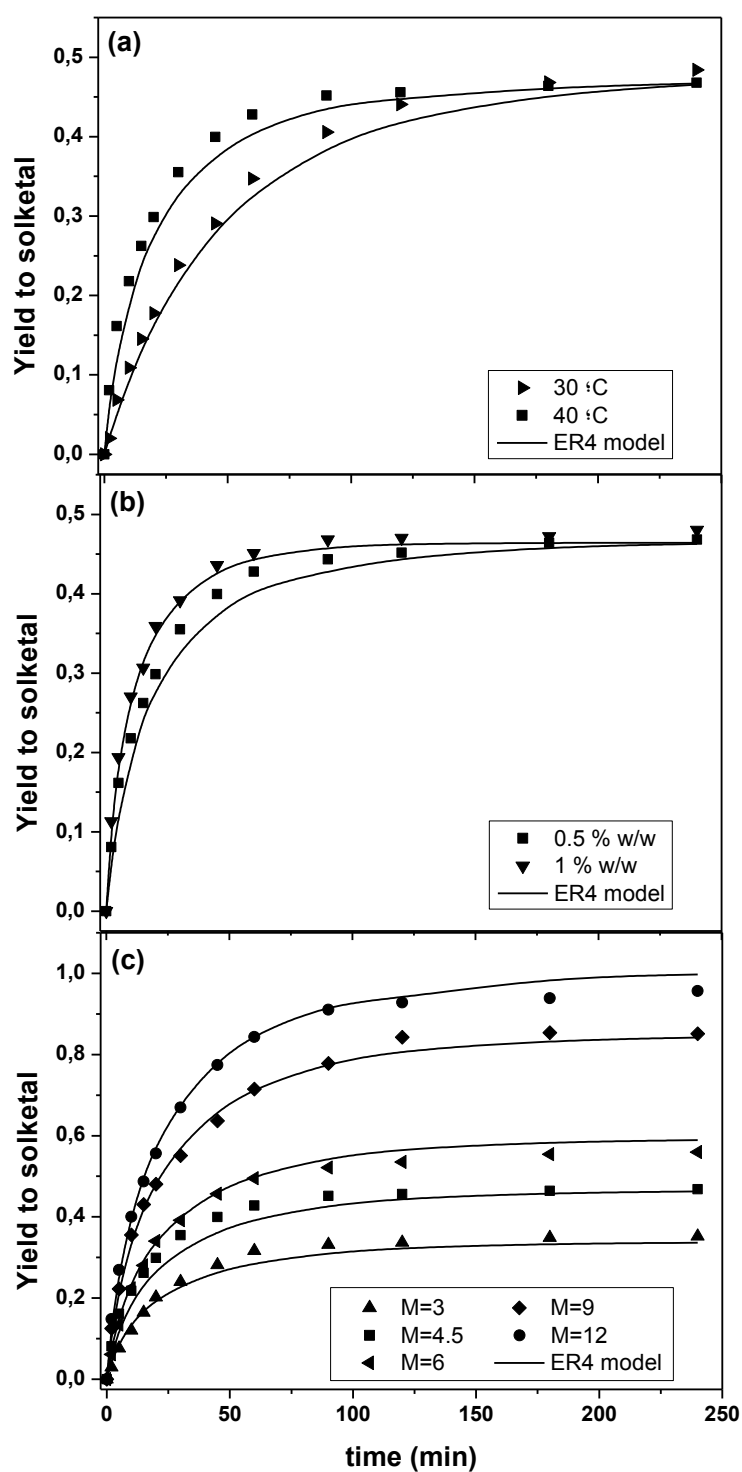 (a)
0,5
0,4
0,3
0,2
0,1
0,0
Yield to solketal
30 ؛C
40 ؛C
ER4 model
(b)
0,5
0,4
0,3
0,2
0,1
0,0
Yield to solketal
0.5 % w/w
1 % w/w
ER4 model
(c)
1,0
0,8
0,6
0,4
0,2
0,0
Yield to solketal
M=3
M=9
M=4.5
M=12
M=6
ER4 model
0
50
100
150
200
250
time (min)